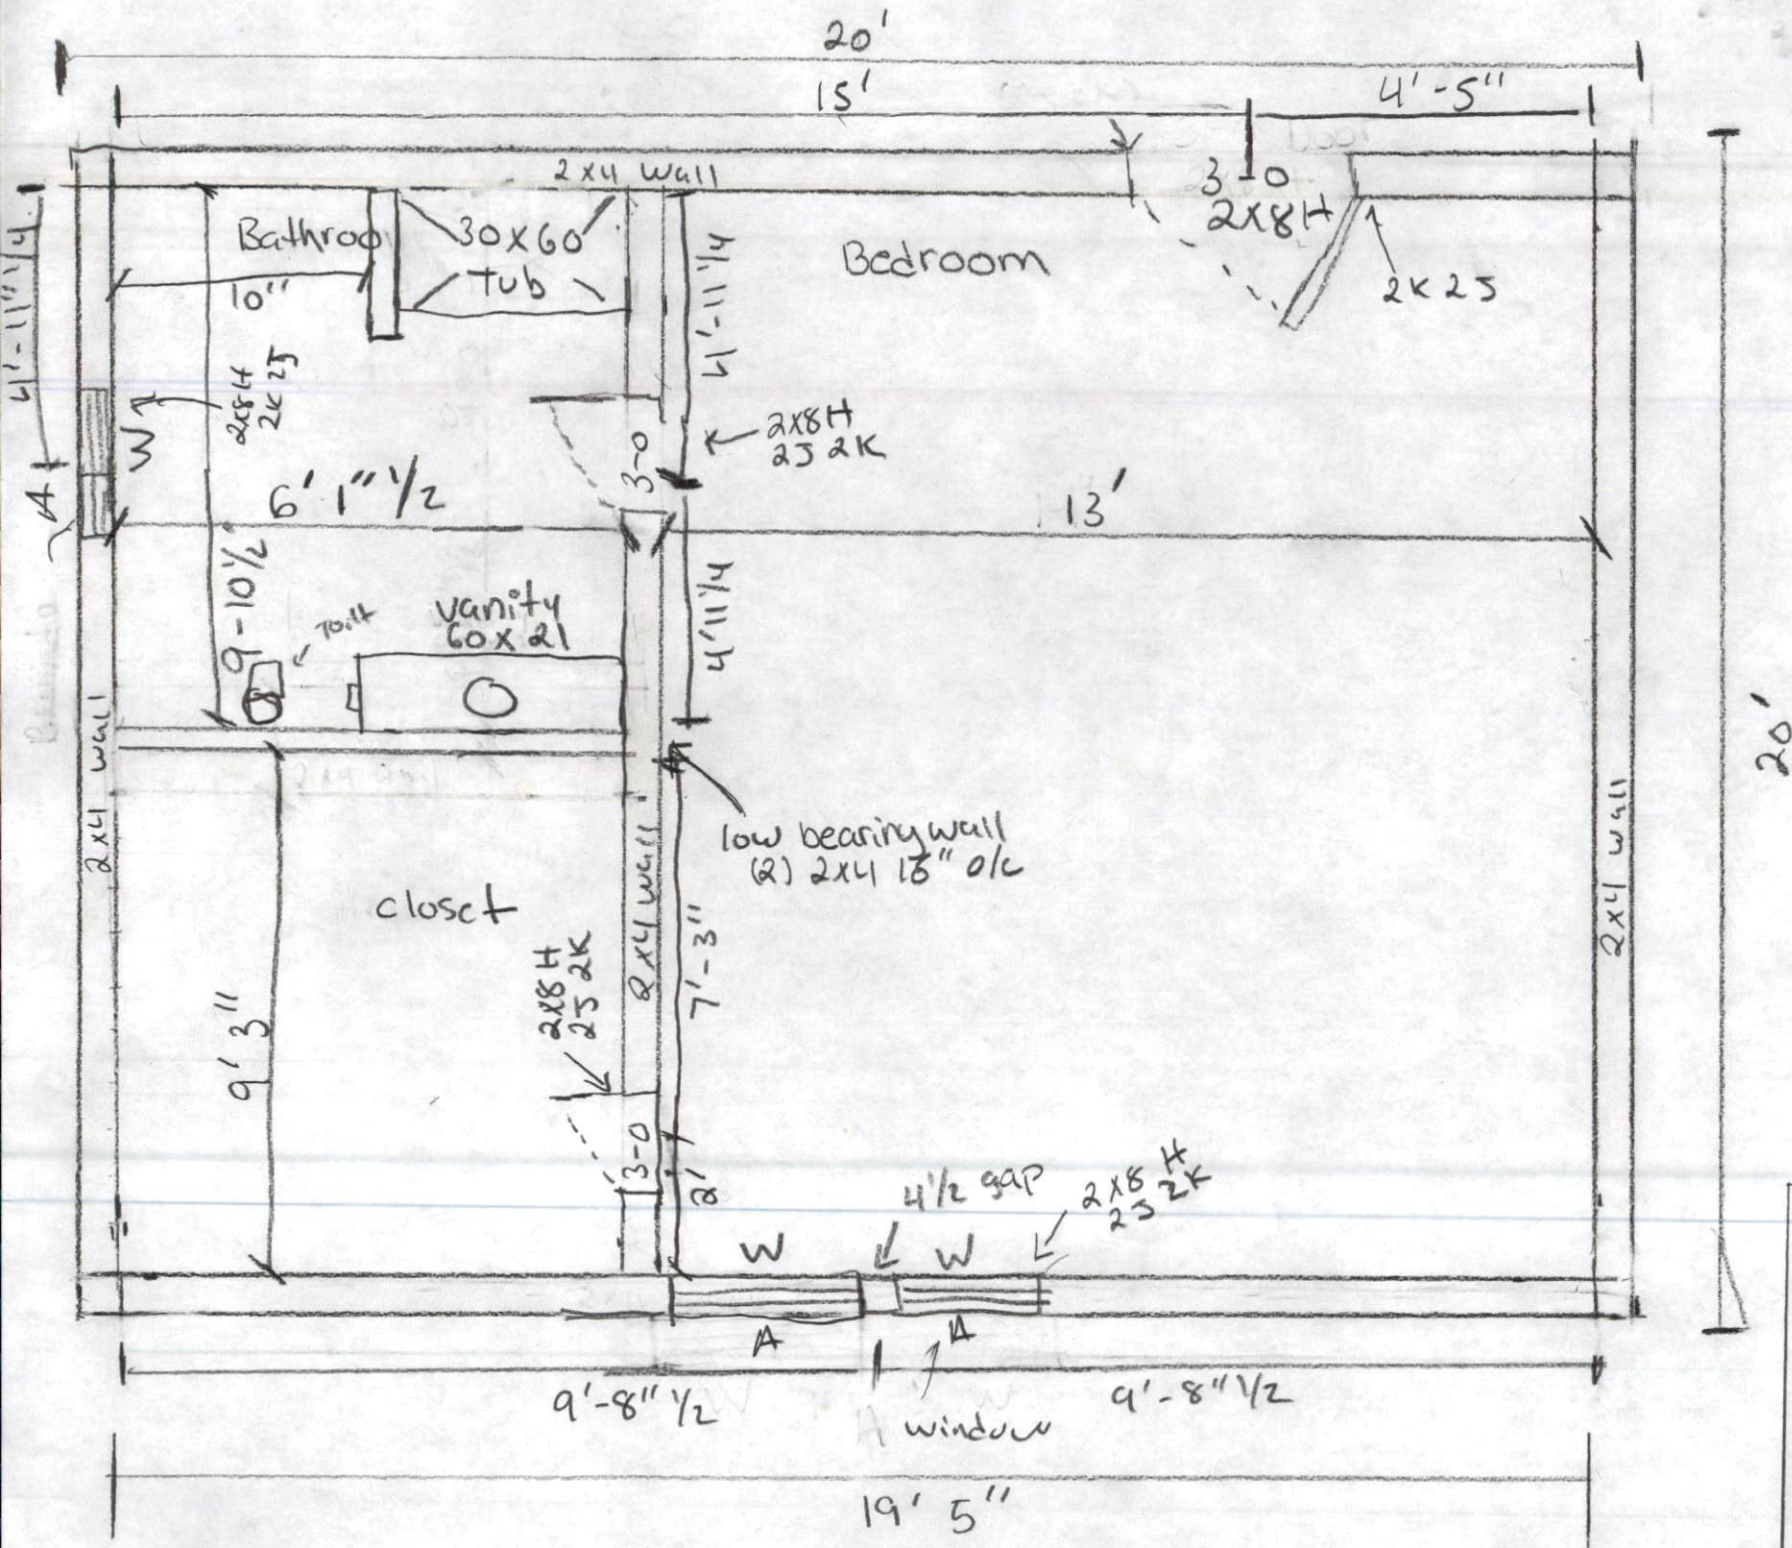 20'
15'
4'-5"
2x4 wall
3-0
2x8H
2K 2J
Bathroo
30x60
Tub
Bedroom
10"
4'-11"1/4
4'-11 1/4
2x8H
2K 2J
W
A
2x8H
2J 2K
3-0
6' 1" 1/2
13'
9-10 1/2"
4'11 1/4
vanity
60 x 21
2x4 wall
20'
low bearing wall
(2) 2x4 16" o/c
2x4 wall
2x4 wall
closet
7'-3"
2x8 H
2J 2K
9' 3"
3-0
2'
4 1/2 gap
2x8 H
2J 2K
W
W
A
A
9'-8" 1/2
9'-8" 1/2
A window
19' 5"